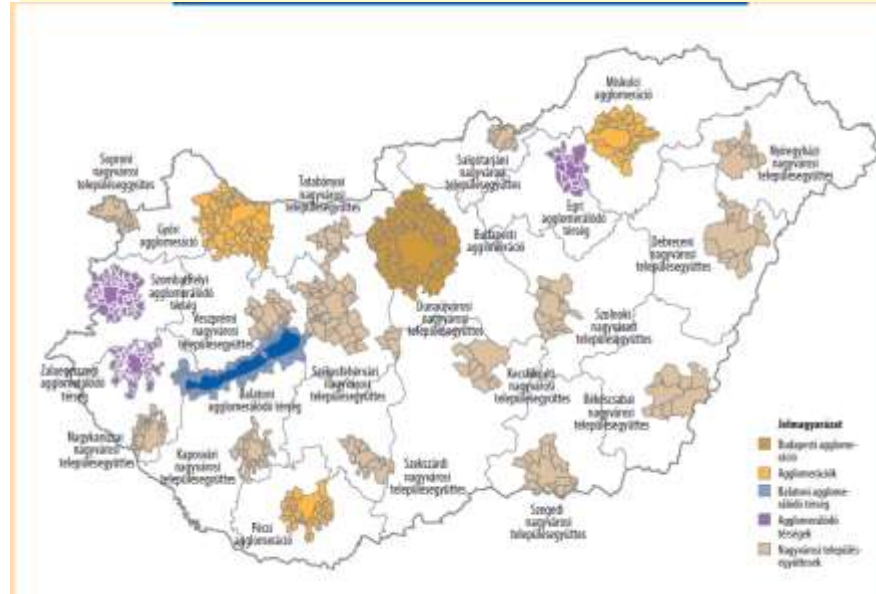 Miskolci
agglomeráció
Soproni
nagyvárosi
településegyüttes
Tatabányai
nagyvárosi
településegyüttes
Salgótarjáni
nagyvárosi
településegyüttes
Nyíregyházi
nagyvárosi
településegyüttes
Győri
agglomeráció
Egri
agglomerálódó
térség
Budapesti
agglomeráció
Debreceni
nagyvárosi
településegyüttes
Szombathelyi
agglomerálódó
térség
Veszprémi
nagyvárosi
településegyüttes
Dunaújvárosi
nagyvárosi
településegyüttes
Szolnoki
nagyvárosi
településegyüttes
Zalaegerszegi
agglomerálódó
térség
Balatoni
agglomerálódó térség
Székesfehérvári
nagyvárosi
településegyüttes
Kecskeméti
nagyvárosi
településegyüttes
Békéscsabai
nagyvárosi
településegyüttes
Nagykanizsai
nagyvárosi
településegyüttes
Kaposvári
nagyvárosi
településegyüttes
Szekszárdi
nagyvárosi
településegyüttes
Szegedi
nagyvárosi
településegyüttes
Pécsi
agglomeráció
Jelmagyarázat
Budapesti agglome-
ráció
Agglomerációk
Balatoni agglome-
rálódó térség
Agglomerálódó
térségek
Nagyvárosi település-
együttesek